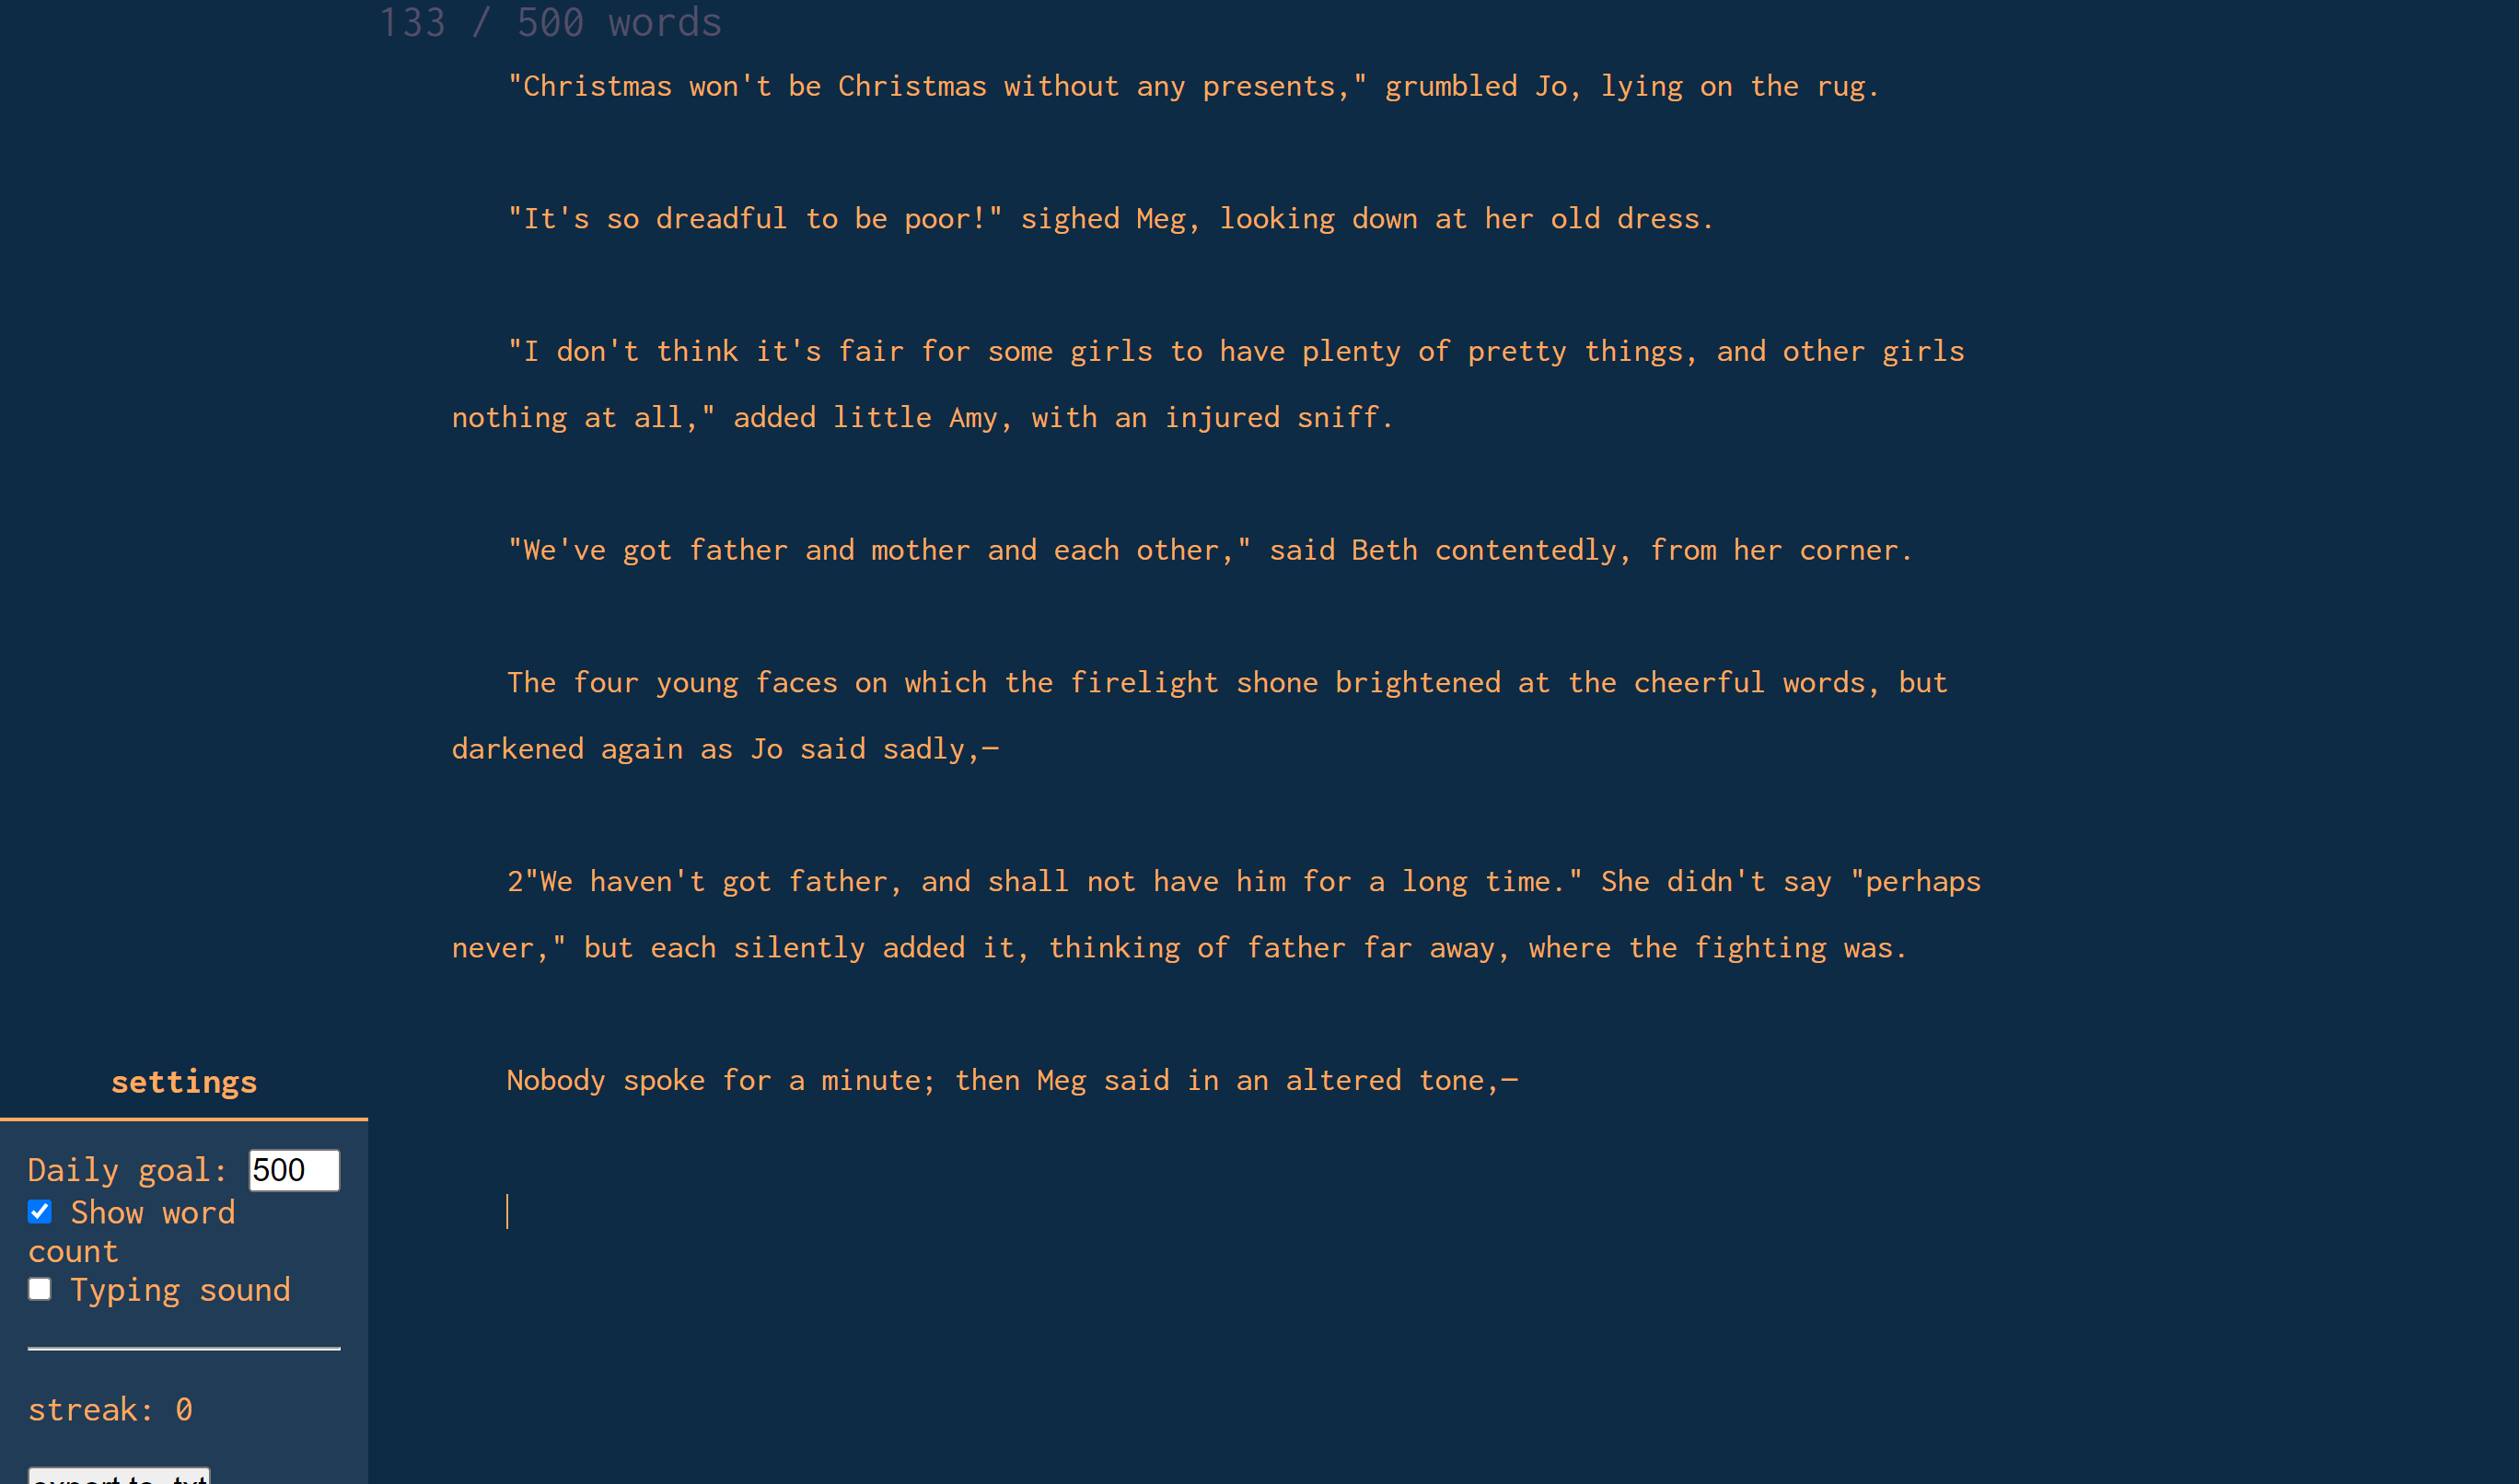 133 / 500 words
"Christmas won't be Christmas without any presents," grumbled Jo, lying on the rug.
"It's so dreadful to be poor!" sighed Meg, looking down at her old dress.
"I don't think it's fair for some girls to have plenty of pretty things, and other girls
nothing at all," added little Amy, with an injured sniff.
"We've got father and mother and each other," said Beth contentedly, from her corner.
The four young faces on which the firelight shone brightened at the cheerful words, but
darkened again as Jo said sadly,—
2"We haven't got father, and shall not have him for a long time." She didn't say "perhaps
never," but each silently added it, thinking of father far away, where the fighting was.
Nobody spoke for a minute; then Meg said in an altered tone,—
settings
Daily goal: 500
Show word
count
Typing sound
streak: 0
export to .txt